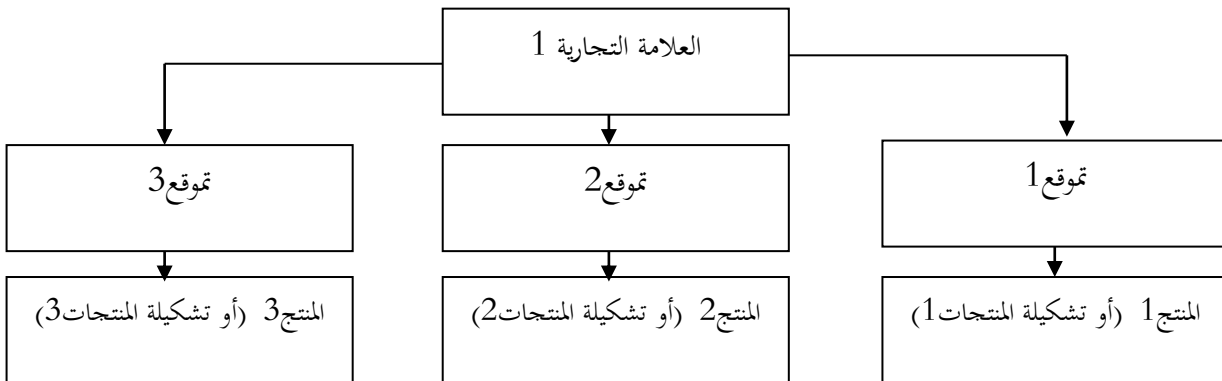 العلامة التجارية 1
تموقع1
تموقع2
تموقع3
المنتج1 (أو تشكيلة المنتجات1)
المنتج2 (أو تشكيلة المنتجات2)
المنتج3 (أو تشكيلة المنتجات3)